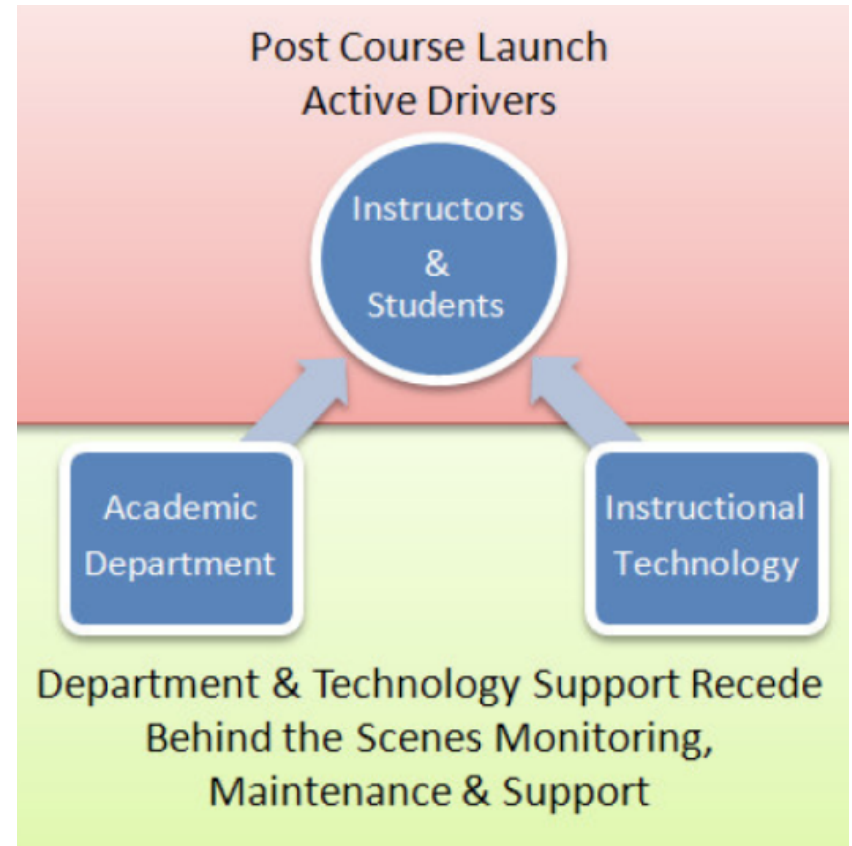 Post Course Launch
Active Drivers
Instructors
&
Students
Academic
Department
Instructional
Technology
Department & Technology Support Recede
Behind the Scenes Monitoring,
Maintenance & Support